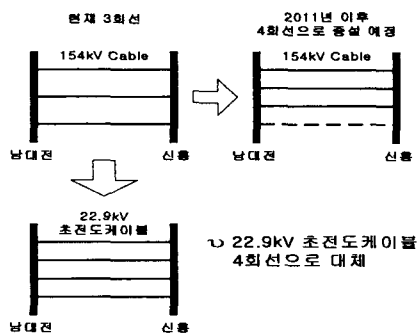 현재 3회선
154kV Cable
남대전
신흥
2011년 이후
4회선으로 증설 예정
154kV Cable
남대전
신흥
22.9kV
초전도케이블
남대전
신흥
22.9kV 초전도케이블
4회선으로 대체